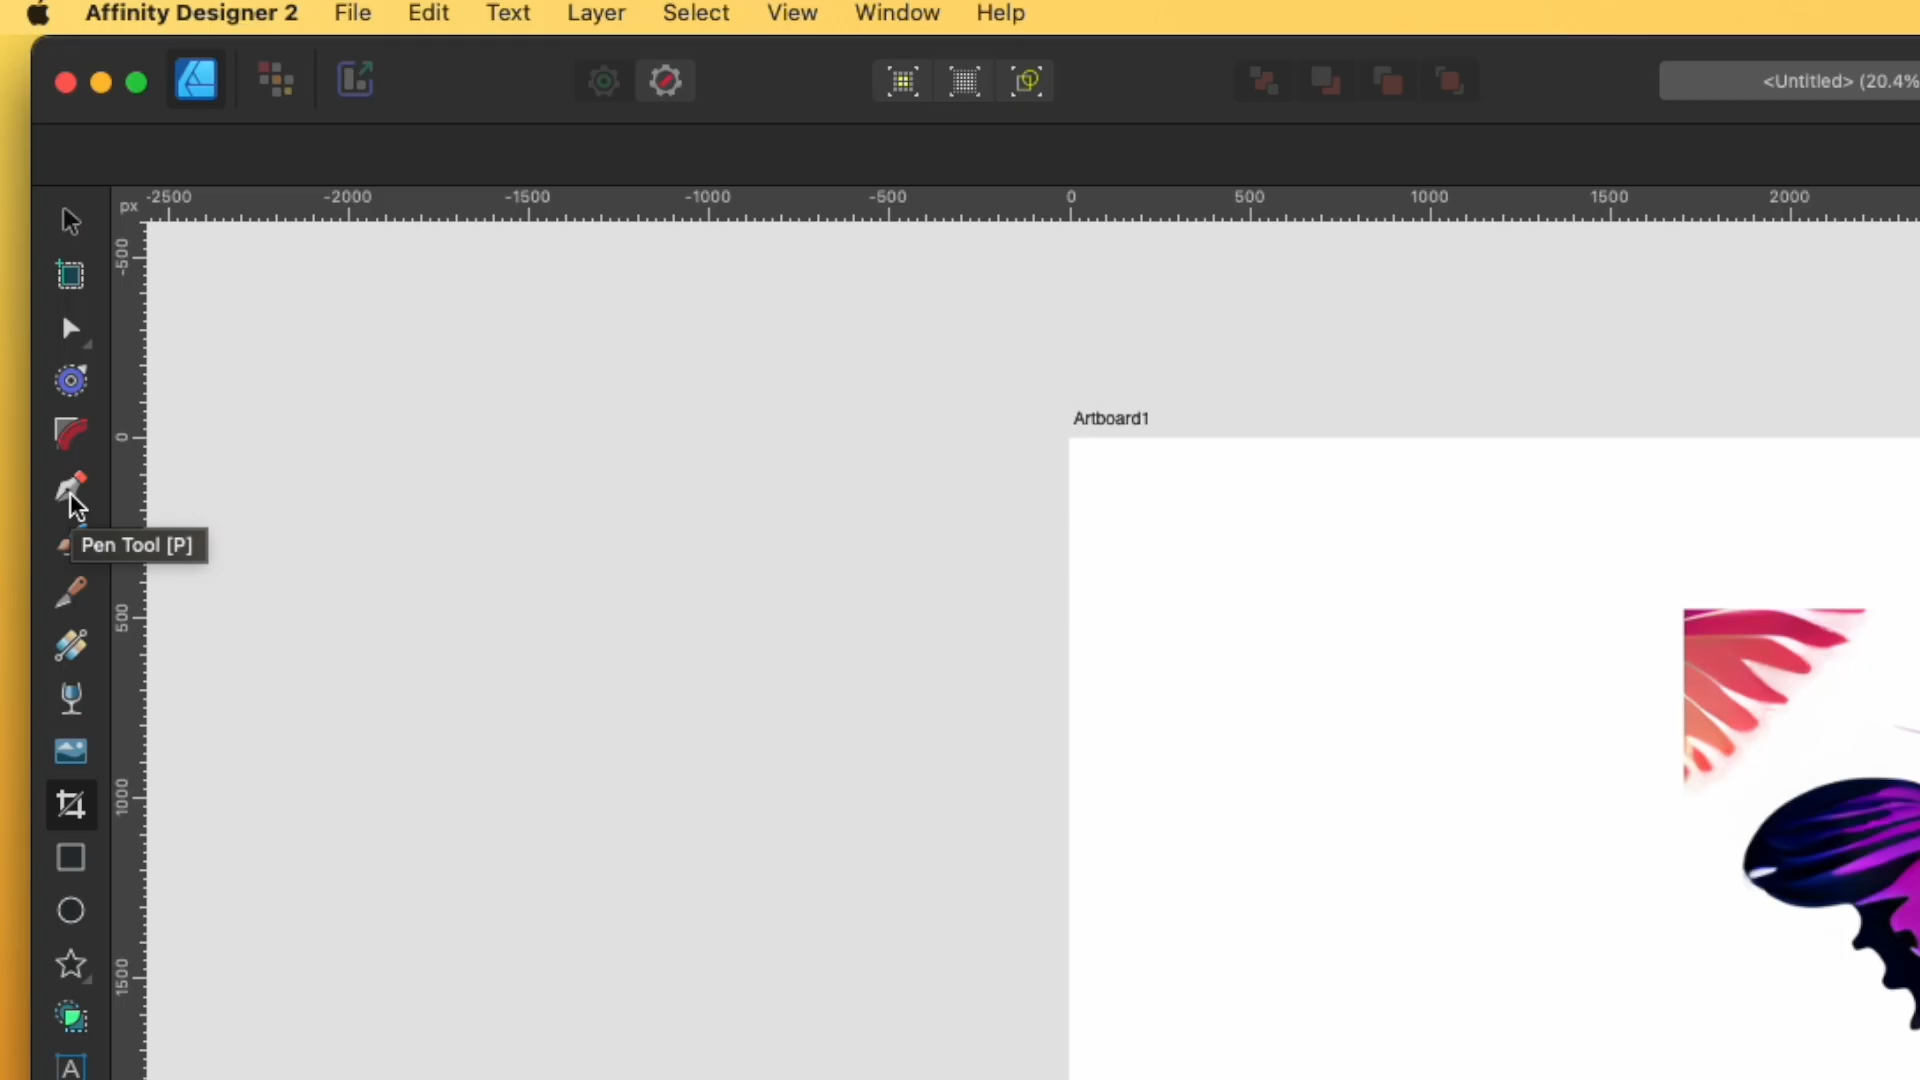 Affinity Designer 2 File Edit Text Layer Select View Window Help
<Untitled> (20.4%
px -2500 -2000 -1500 -1000 -500 0 500 1000 1500 2000
-500
Artboard1
0
Pen Tool [P]
500
1000
1500
A